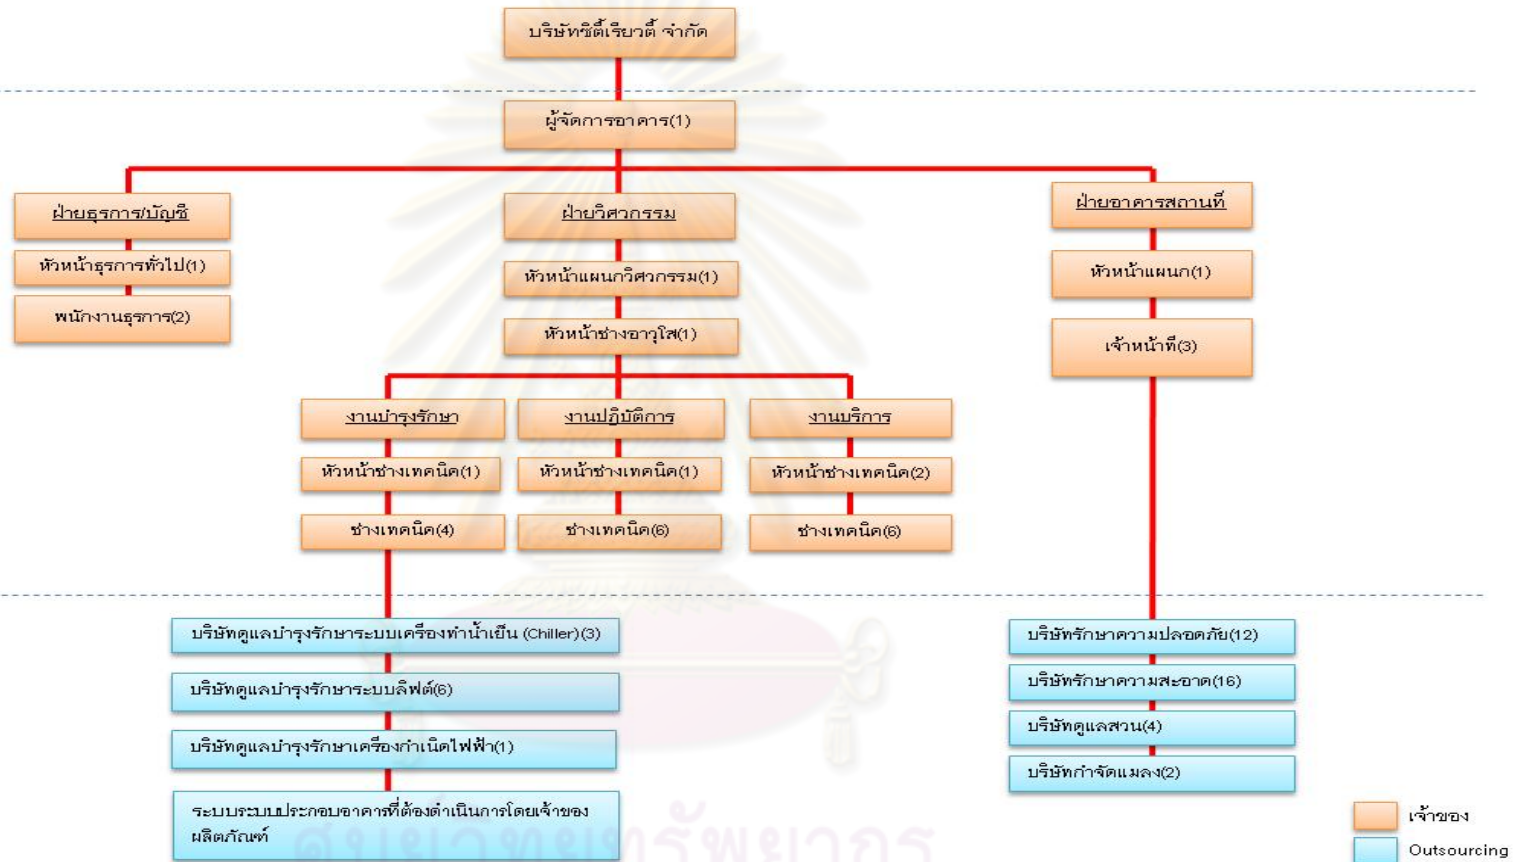 บริษัทซิตี้เรียวตี้ จำกัด
ผู้จัดการอาคาร(1)
ฝ่ายธุรการ/บัญชี
หัวหน้าธุรการทั่วไป(1)
พนักงานธุรการ(2)
ฝ่ายวิศวกรรม
หัวหน้าแผนกวิศวกรรม(1)
หัวหน้าช่างอาวุโส(1)
งานบำรุงรักษา
หัวหน้าช่างเทคนิค(1)
ช่างเทคนิค(4)
งานปฏิบัติการ
หัวหน้าช่างเทคนิค(1)
ช่างเทคนิค(6)
งานบริการ
หัวหน้าช่างเทคนิค(2)
ช่างเทคนิค(6)
ฝ่ายอาคารสถานที่
หัวหน้าแผนก(1)
เจ้าหน้าที่(3)
บริษัทดูแลบำรุงรักษาระบบเครื่องทำน้ำเย็น (Chiller)(3)
บริษัทดูแลบำรุงรักษาระบบลิฟต์(6)
บริษัทดูแลบำรุงรักษาเครื่องกำเนิดไฟฟ้า(1)
ระบบระบบประกอบอาคารที่ต้องดำเนินการโดยเจ้าของ
ผลิตภัณฑ์
บริษัทรักษาความปลอดภัย(12)
บริษัทรักษาความสะอาด(16)
บริษัทดูแลสวน(4)
บริษัทกำจัดแมลง(2)
เจ้าของ
Outsourcing
ศูนย์วิทยทรัพยากร